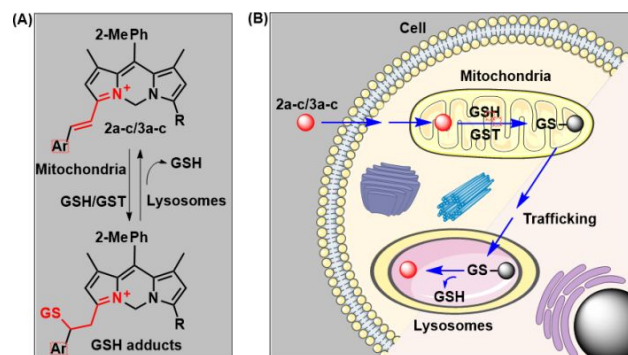 (A)
2-MePh
N
+
N
R
2a-c/3a-c
Ar
Mitochondria
GSH/GST
GSH
Lysosomes
2-MePh
GS
N
+
N
R
Ar
GSH adducts
(B)
Cell
Mitochondria
2a-c/3a-c
GSH
GST
GS
Trafficking
GS
GSH
Lysosomes